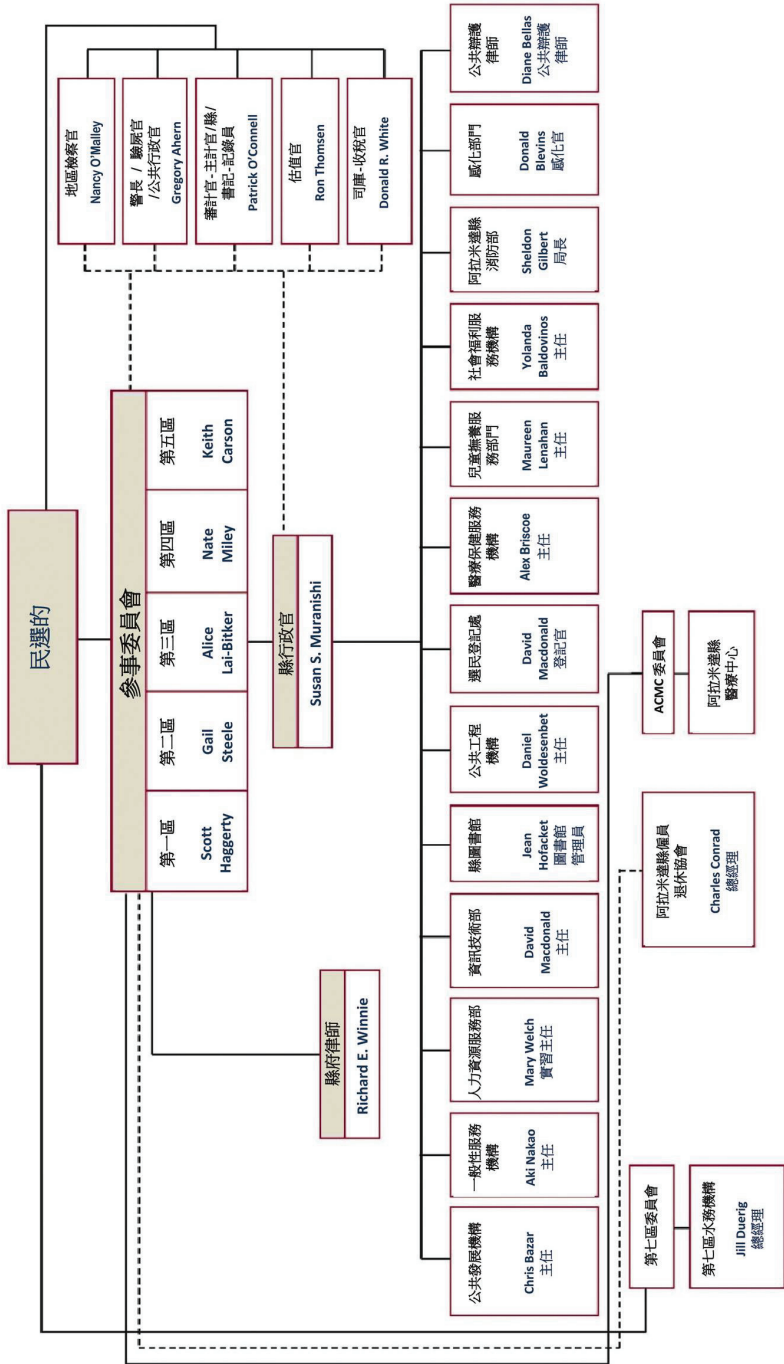 民選的
地區檢察官
Nancy O'Malley
警長 / 驗屍官
/公共行政官
Gregory Ahern
審計官-主計官/縣/
書記-記錄員
Patrick O'Connell
估值官
Ron Thomsen
司庫-收稅官
Donald R. White
參事委員會
第一區
Scott
Haggerty
第二區
Gail
Steele
第三區
Alice
Lai-Bitker
第四區
Nate
Miley
第五區
Keith
Carson
縣府律師
Richard E. Winnie
縣行政官
Susan S. Muranishi
公共發展機構
Chris Bazar
主任
一般性服務
機構
Aki Nakao
主任
人力資源服務部
Mary Welch
實習主任
資訊技術部
David
Macdonald
主任
縣圖書館
Jean
Hofacket
圖書館
管理員
公共工程
機構
Daniel
Woldesenbet
主任
選民登記處
David
Macdonald
登記官
醫療保健服務
機構
Alex Briscoe
主任
兒童撫養服
務部門
Maureen
Lenahan
主任
社會福利服
務機構
Yolanda
Baldovinos
主任
阿拉米達縣
消防部
Sheldon
Gilbert
局長
感化部門
Donald
Blevins
感化官
公共辯護
律師
Diane Bellas
公共辯護
律師
第七區委員會
第七區水務機構
Jill Duerig
總經理
阿拉米達縣僱員
退休協會
Charles Conrad
總經理
ACMC 委員會
阿拉米達縣
醫療中心